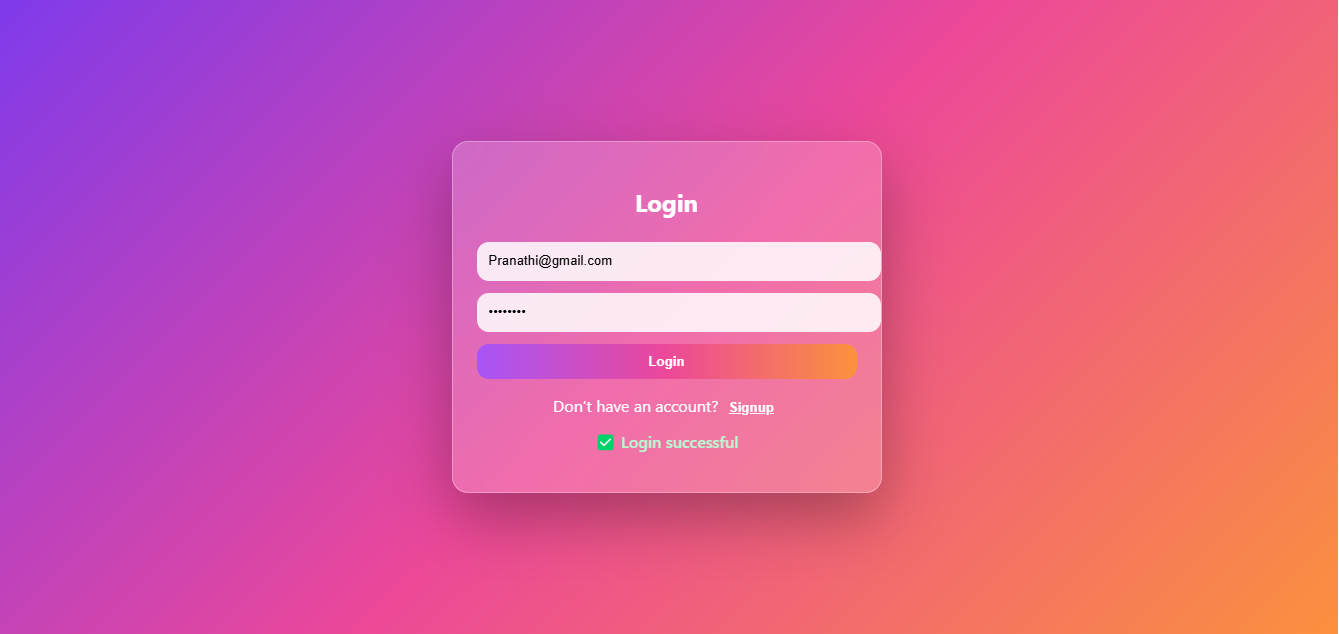 Login
Pranathi@gmail.com
••••••••
Login
Don't have an account? Signup
✅ Login successful